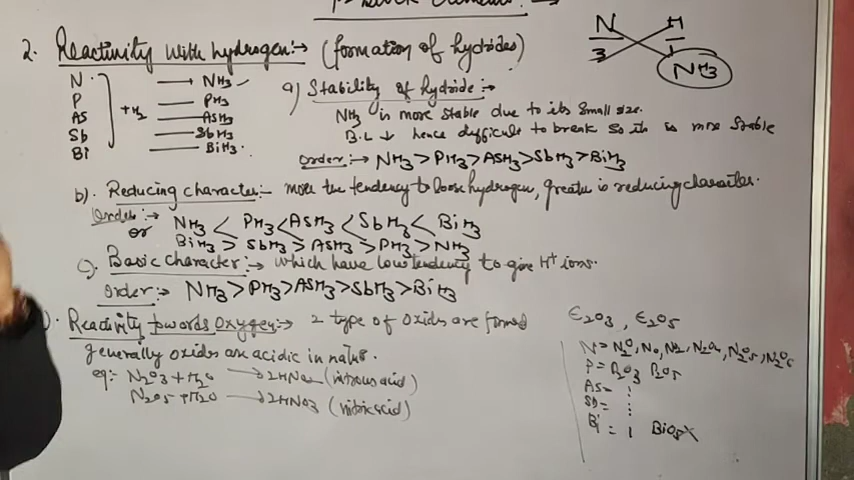 2. Reactivity with hydrogen:→ (formation of hydrides)
N → NH3
P — PH3
As — AsH3
Sb — SbH3
Bi — BiH3.
+H2
N H
3 1
NH3
a) Stability of hydride :→
NH3 is more stable due to its small size.
B.L ↓ hence difficult to break so it is more stable
Order:→ NH3 > PH3 > AsH3 > SbH3 > BiH3
b). Reducing character:- more the tendency to loose hydrogen, greater is reducing character.
Order:→ NH3 < PH3 < AsH3 < SbH3 < BiH3
or BiH3 > SbH3 > AsH3 > PH3 > NH3
c). Basic character:→ which have low tendency to give H+ ions.
Order:→ NH3 > PH3 > AsH3 > SbH3 > BiH3
Reactivity towords oxygen:→ 2 type of oxides are formed E2O3, E2O5
generally oxides are acidic in nature.
eg:- N2O3 + H2O → 2HNO2 (nitrous acid)
N2O5 + H2O → 2HNO3 (nitric acid)
P = P2O3 P2O5
As = :
Sb = :
Bi = 1